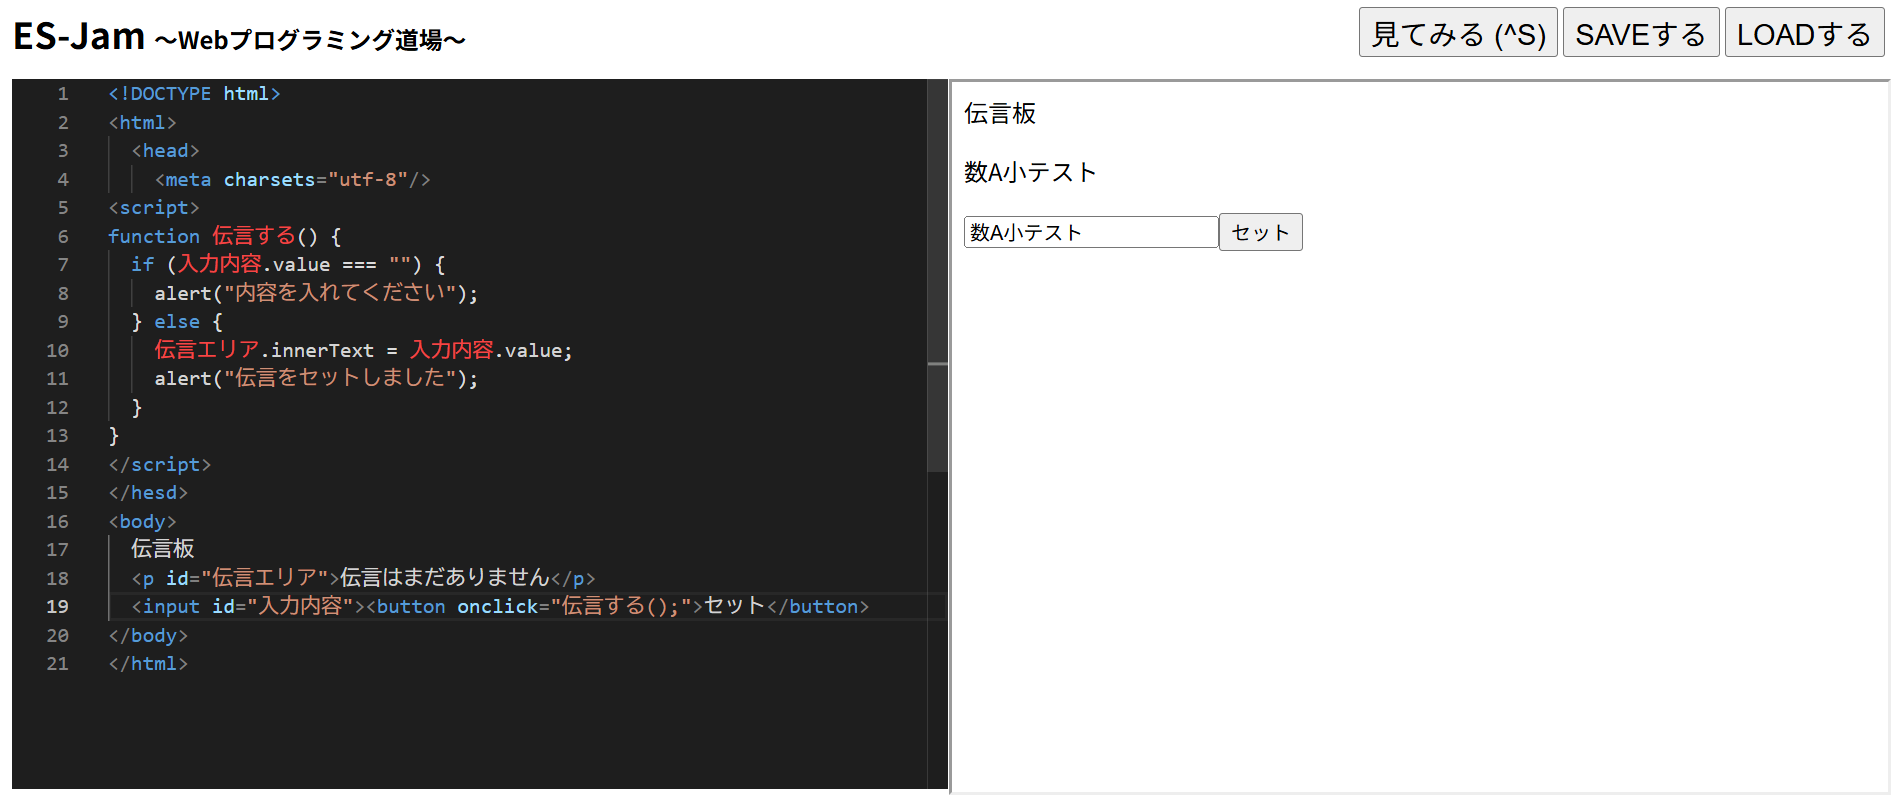 ES-Jam ～Webプログラミング道場～
見てみる (^S) SAVEする LOADする
1 <!DOCTYPE html>
2 <html>
3 <head>
4 <meta charsets="utf-8"/>
5 <script>
6 function 伝言する() {
7 if (入力内容.value === "") {
8 alert("内容を入れてください");
9 } else {
10 伝言エリア.innerText = 入力内容.value;
11 alert("伝言をセットしました");
12 }
13 }
14 </script>
15 </hesd>
16 <body>
17 伝言板
18 <p id="伝言エリア">伝言はまだありません</p>
19 <input id="入力内容"><button onclick="伝言する();">セット</button>
20 </body>
21 </html>
伝言板
数A小テスト
数A小テスト セット